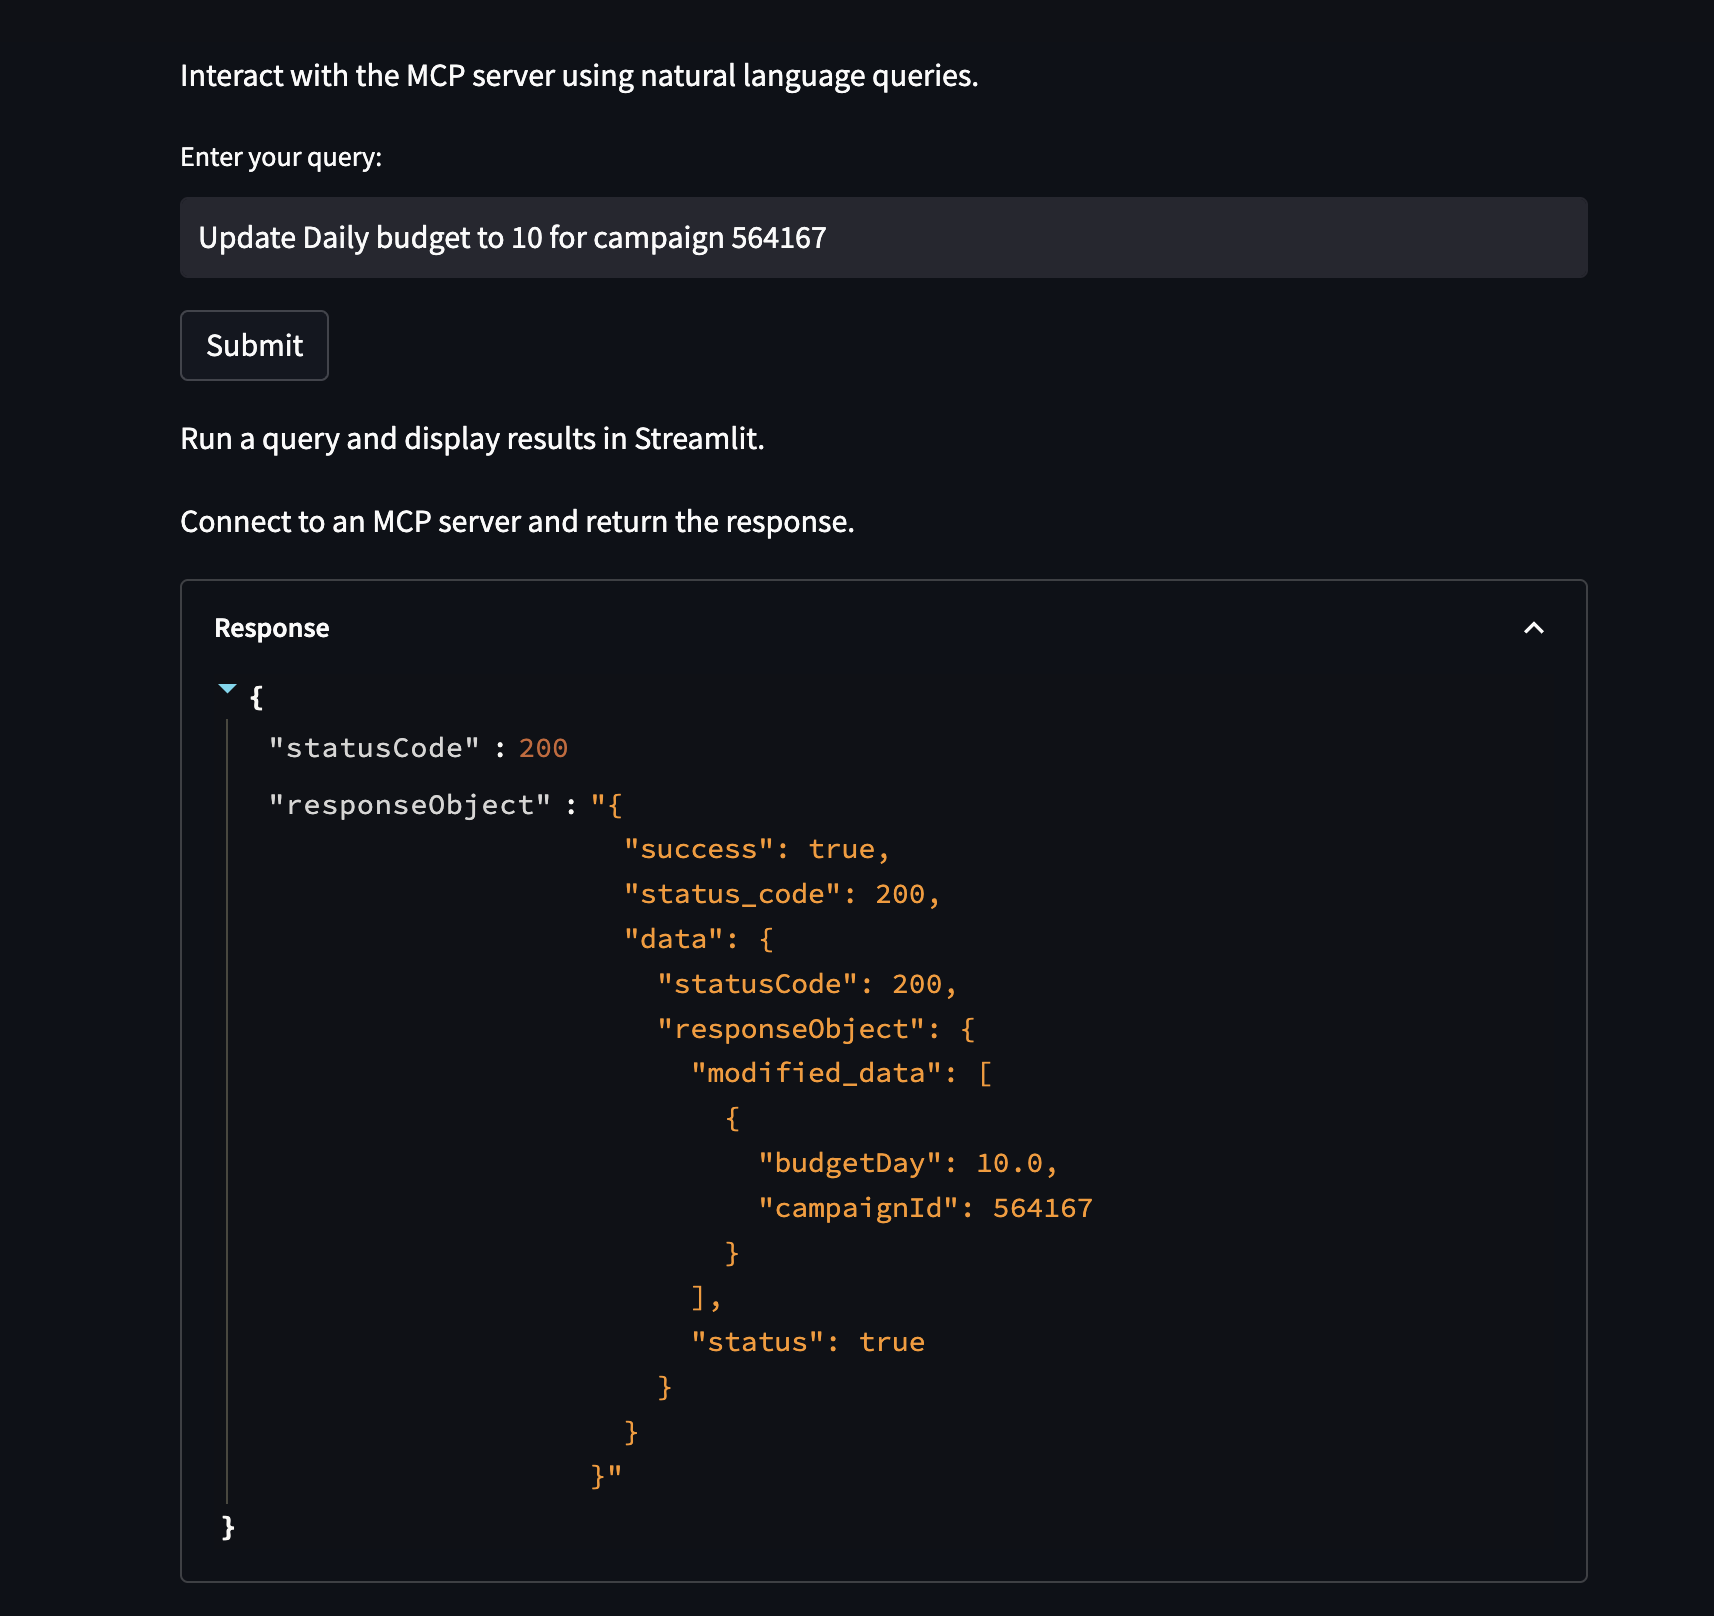 Interact with the MCP server using natural language queries.
Enter your query:
Update Daily budget to 10 for campaign 564167
Submit
Run a query and display results in Streamlit.
Connect to an MCP server and return the response.
Response
{
"statusCode" : 200
"responseObject" : "{
"success": true,
"status_code": 200,
"data": {
"statusCode": 200,
"responseObject": {
"modified_data": [
{
"budgetDay": 10.0,
"campaignId": 564167
}
],
"status": true
}
}
}"
}